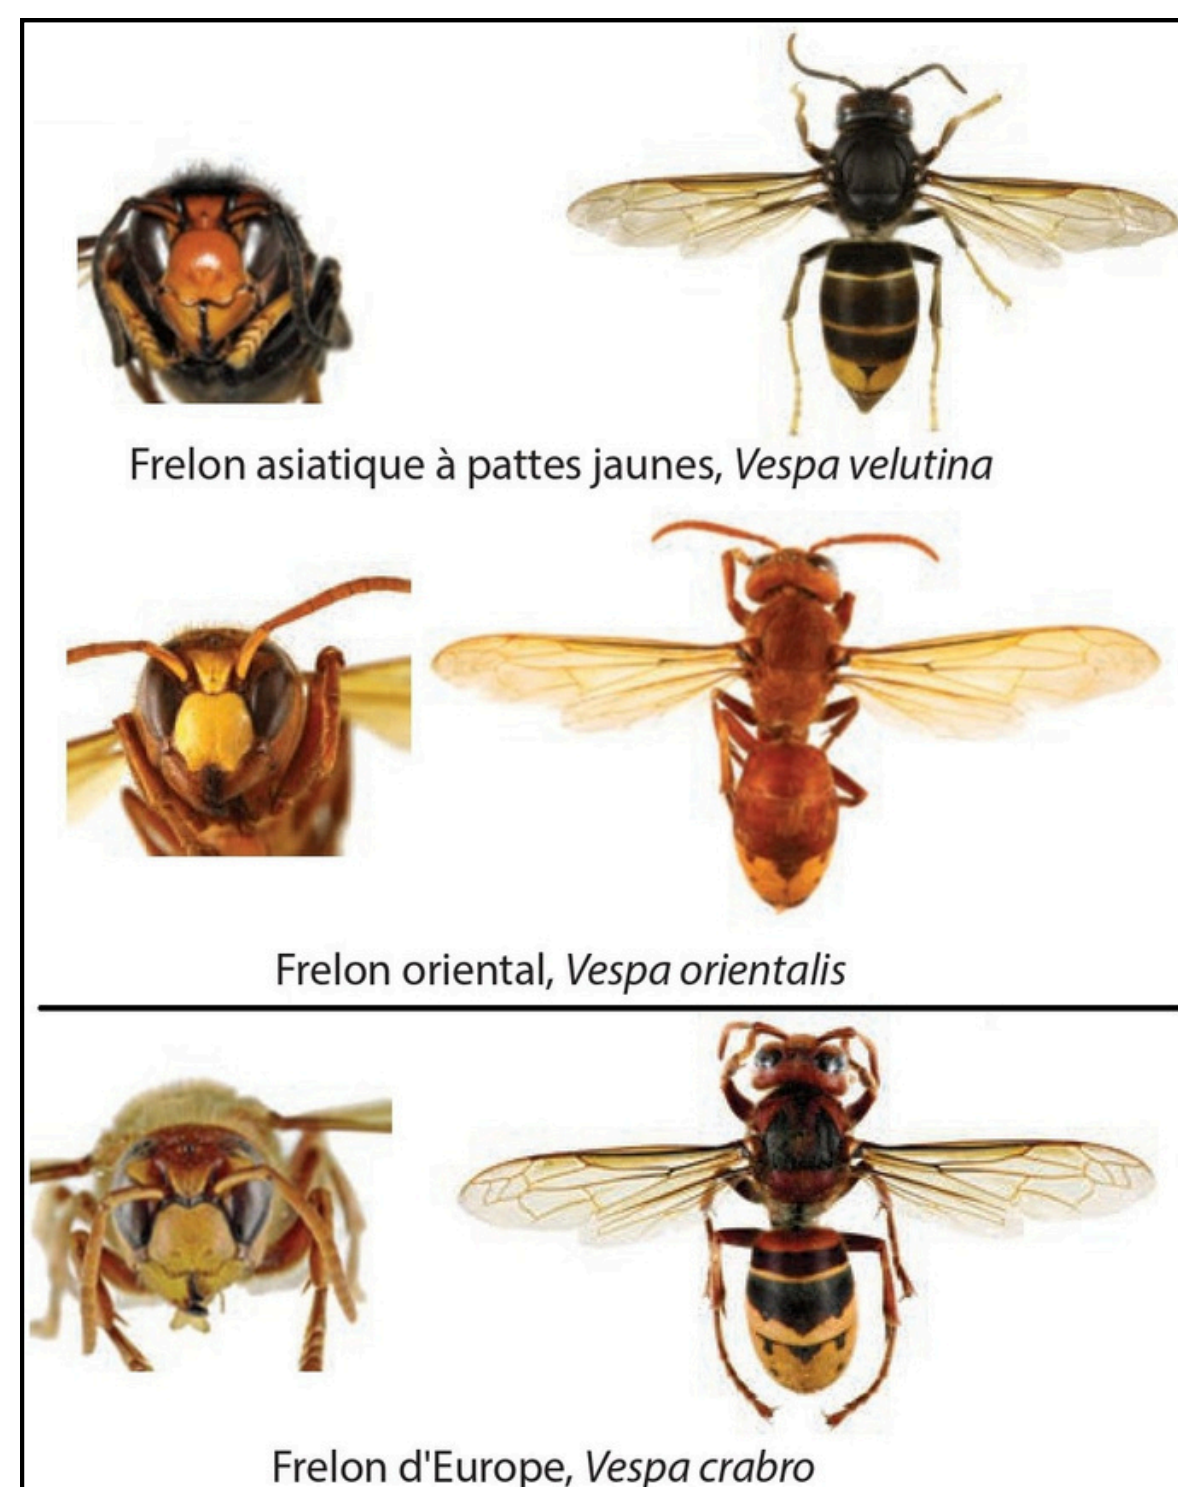 Frelon asiatique à pattes jaunes, Vespa velutina
Frelon oriental, Vespa orientalis
Frelon d'Europe, Vespa crabro